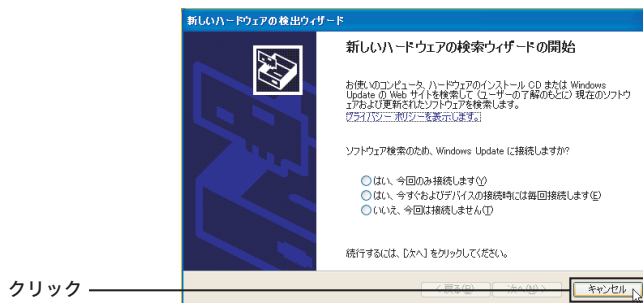 新しいハードウェアの検出ウィザード
新しいハードウェアの検索ウィザードの開始
お使いのコンピュータ、ハードウェアのインストール CD または Windows
Update の Web サイトを検索して (ユーザーの了解のもとに) 現在のソフトウ
ェアおよび更新されたソフトウェアを検索します。
プライバシー ポリシーを表示します。
ソフトウェア検索のため、Windows Update に接続しますか?
はい、今回のみ接続します(Y)
はい、今すぐおよびデバイスの接続時には毎回接続します(E)
いいえ、今回は接続しません(T)
続行するには、[次へ] をクリックしてください。
クリック
< 戻る(B) 次へ(N) > キャンセル